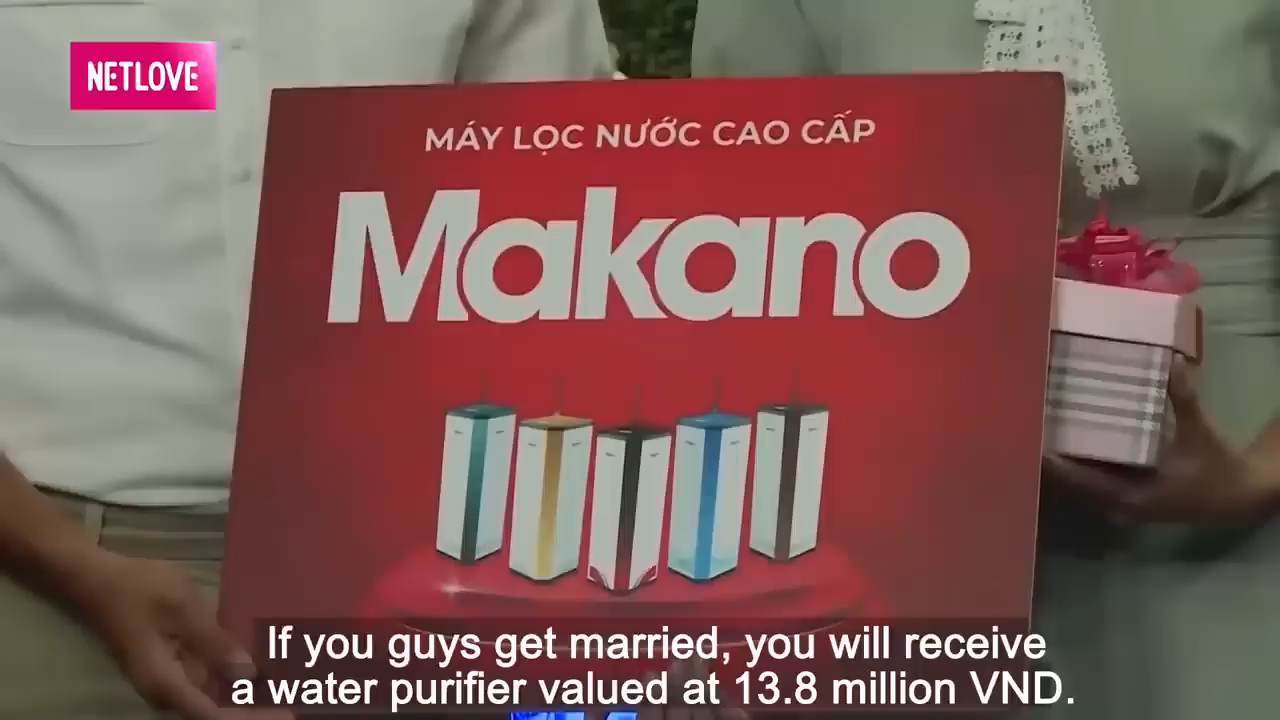 NETLOVE
MÁY LỌC NƯỚC CAO CẤP
Makano
If you guys get married, you will receive
a water purifier valued at 13.8 million VND.